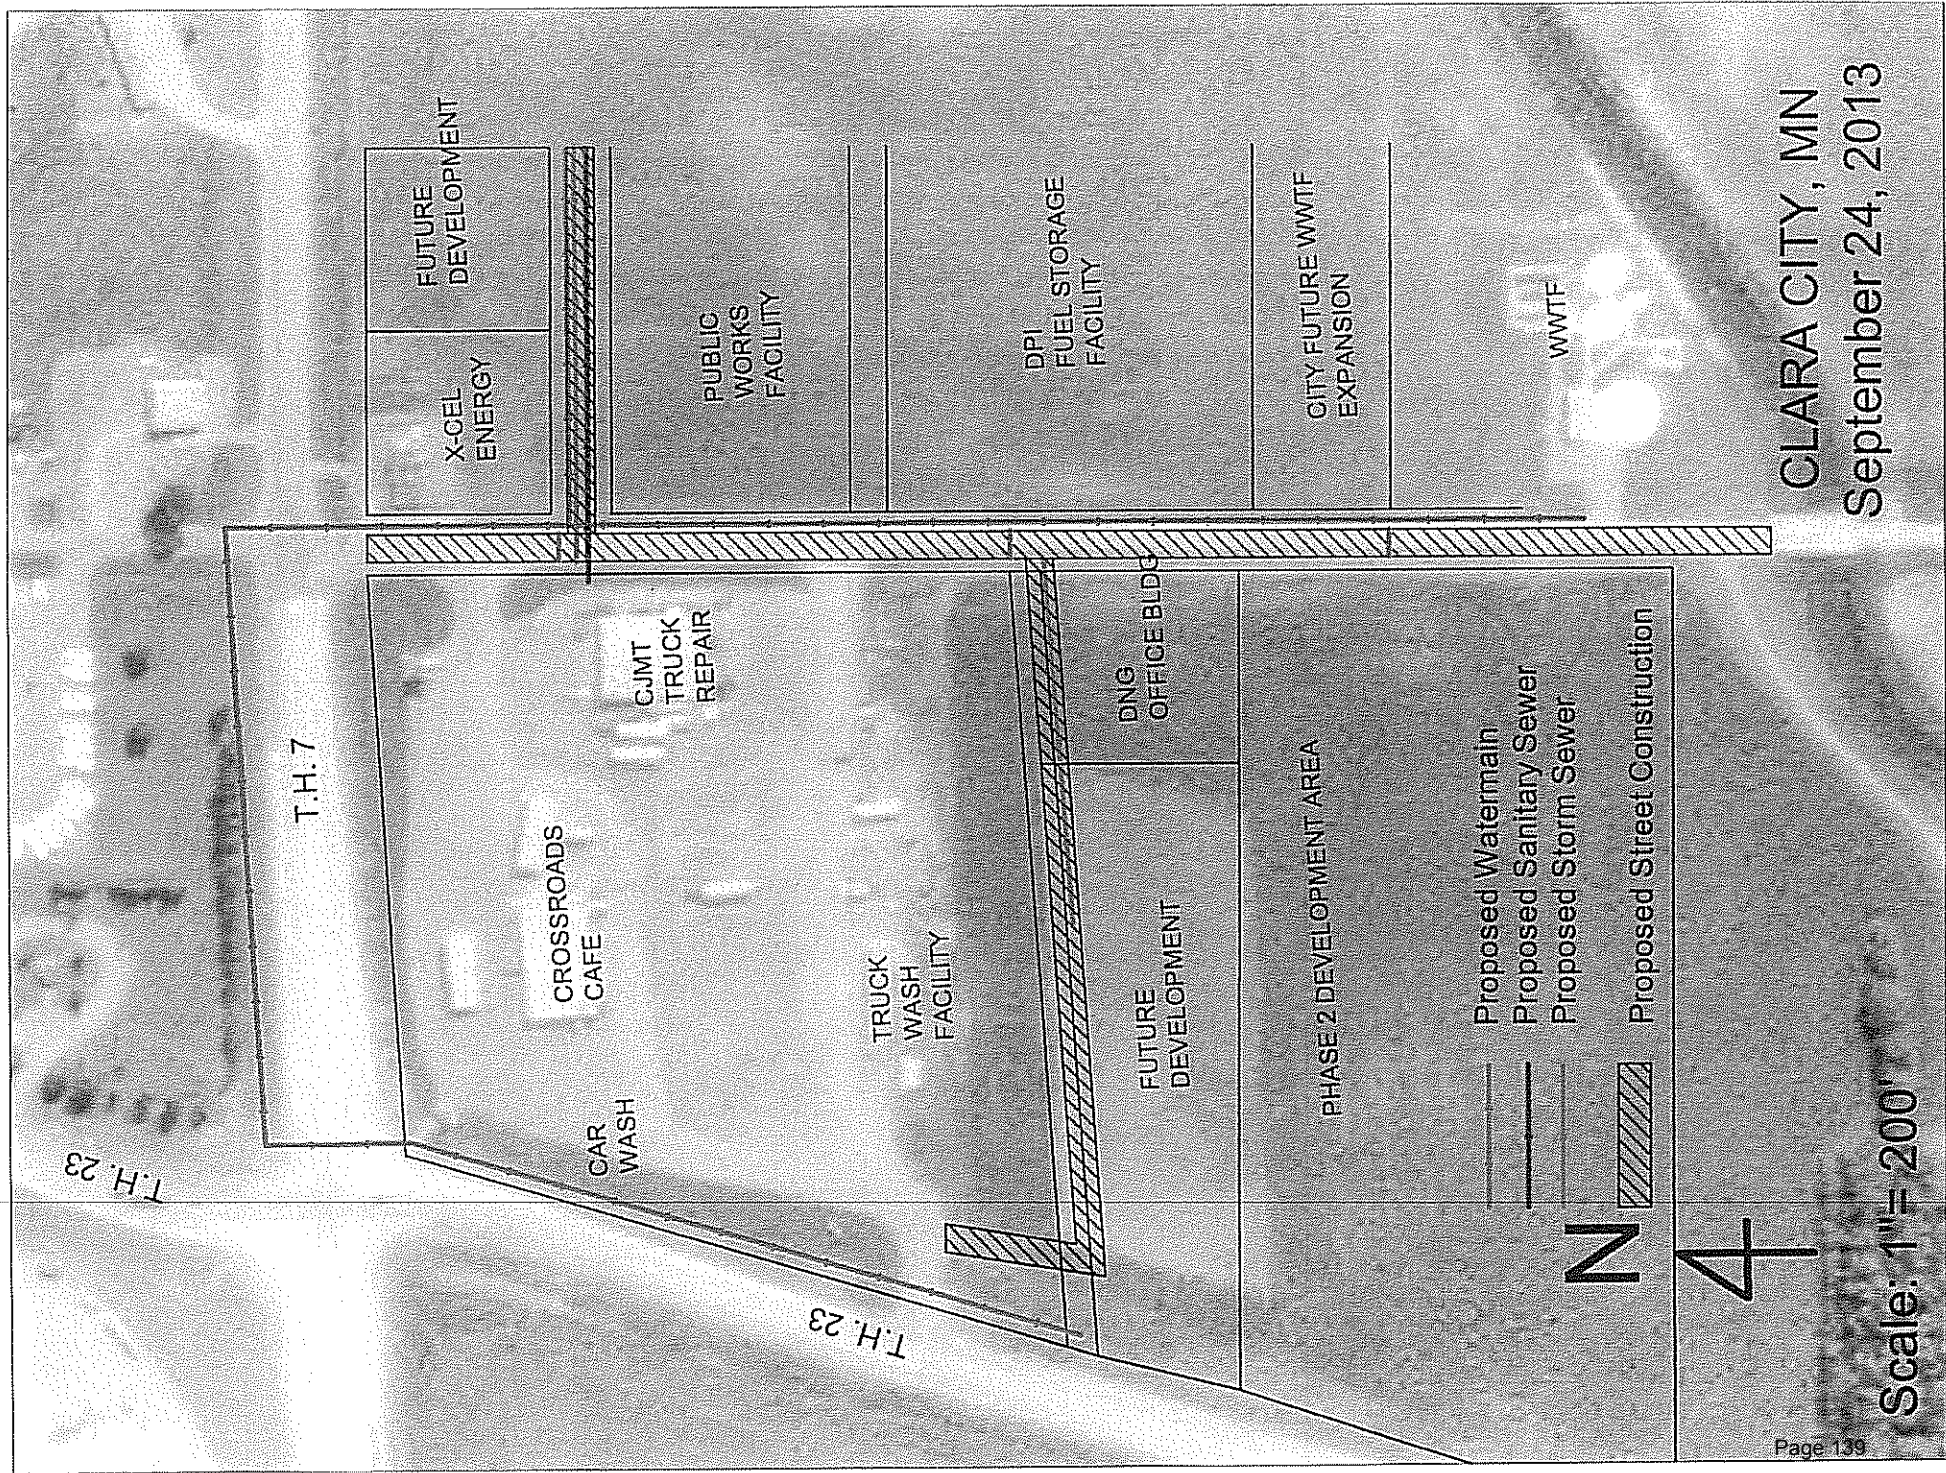 T.H. 23
T.H. 7
FUTURE
DEVELOPMENT
X-CEL
ENERGY
CROSSROADS
CAFE
CJMT
TRUCK
REPAIR
PUBLIC
WORKS
FACILITY
CAR
WASH
TRUCK
WASH
FACILITY
DPI
FUEL STORAGE
FACILITY
T.H. 23
FUTURE
DEVELOPMENT
DNG
OFFICE BLDG
CITY FUTURE WWTF
EXPANSION
PHASE 2 DEVELOPMENT AREA
WWTF
Proposed Watermain
Proposed Sanitary Sewer
Proposed Storm Sewer
Proposed Street Construction
N
Scale: 1"=200'
CLARA CITY, MN
September 24, 2013
Page 139